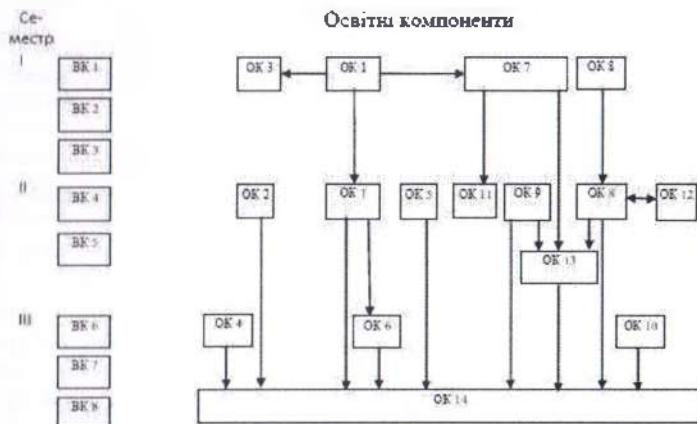 Освітні компоненти
Се-
местр
I
ВК 1
ОК 3
ОК 1
ОК 7
ОК 8
ВК 2
ВК 3
II
ВК 4
ОК 2
ОК 1
ОК 5
ОК 11
ОК 9
ОК 8
ОК 12
ВК 5
ОК 13
III
ВК 6
ОК 4
ОК 6
ОК 10
ВК 7
ВК 8
ОК 14